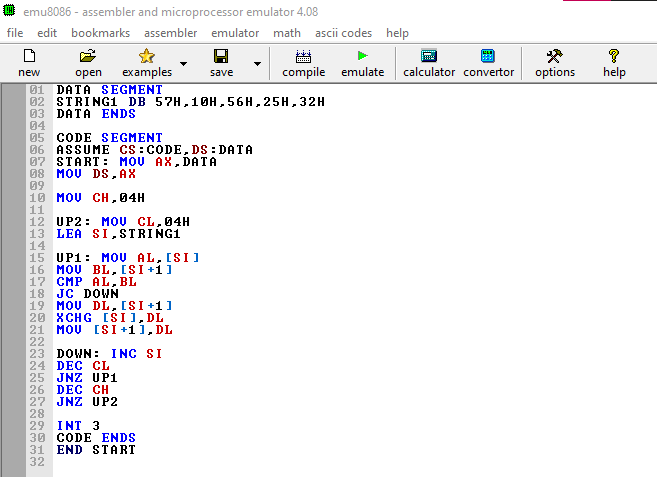 emu8086 - assembler and microprocessor emulator 4.08
file edit bookmarks assembler emulator math ascii codes help
new open examples save compile emulate calculator convertor options help
01 DATA SEGMENT
02 STRING1 DB 57H,10H,56H,25H,32H
03 DATA ENDS
04
05 CODE SEGMENT
06 ASSUME CS:CODE,DS:DATA
07 START: MOV AX,DATA
08 MOV DS,AX
09
10 MOV CH,04H
11
12 UP2: MOV CL,04H
13 LEA SI,STRING1
14
15 UP1: MOV AL,[SI]
16 MOV BL,[SI+1]
17 CMP AL,BL
18 JC DOWN
19 MOV DL,[SI+1]
20 XCHG [SI],DL
21 MOV [SI+1],DL
22
23 DOWN: INC SI
24 DEC CL
25 JNZ UP1
26 DEC CH
27 JNZ UP2
28
29 INT 3
30 CODE ENDS
31 END START
32